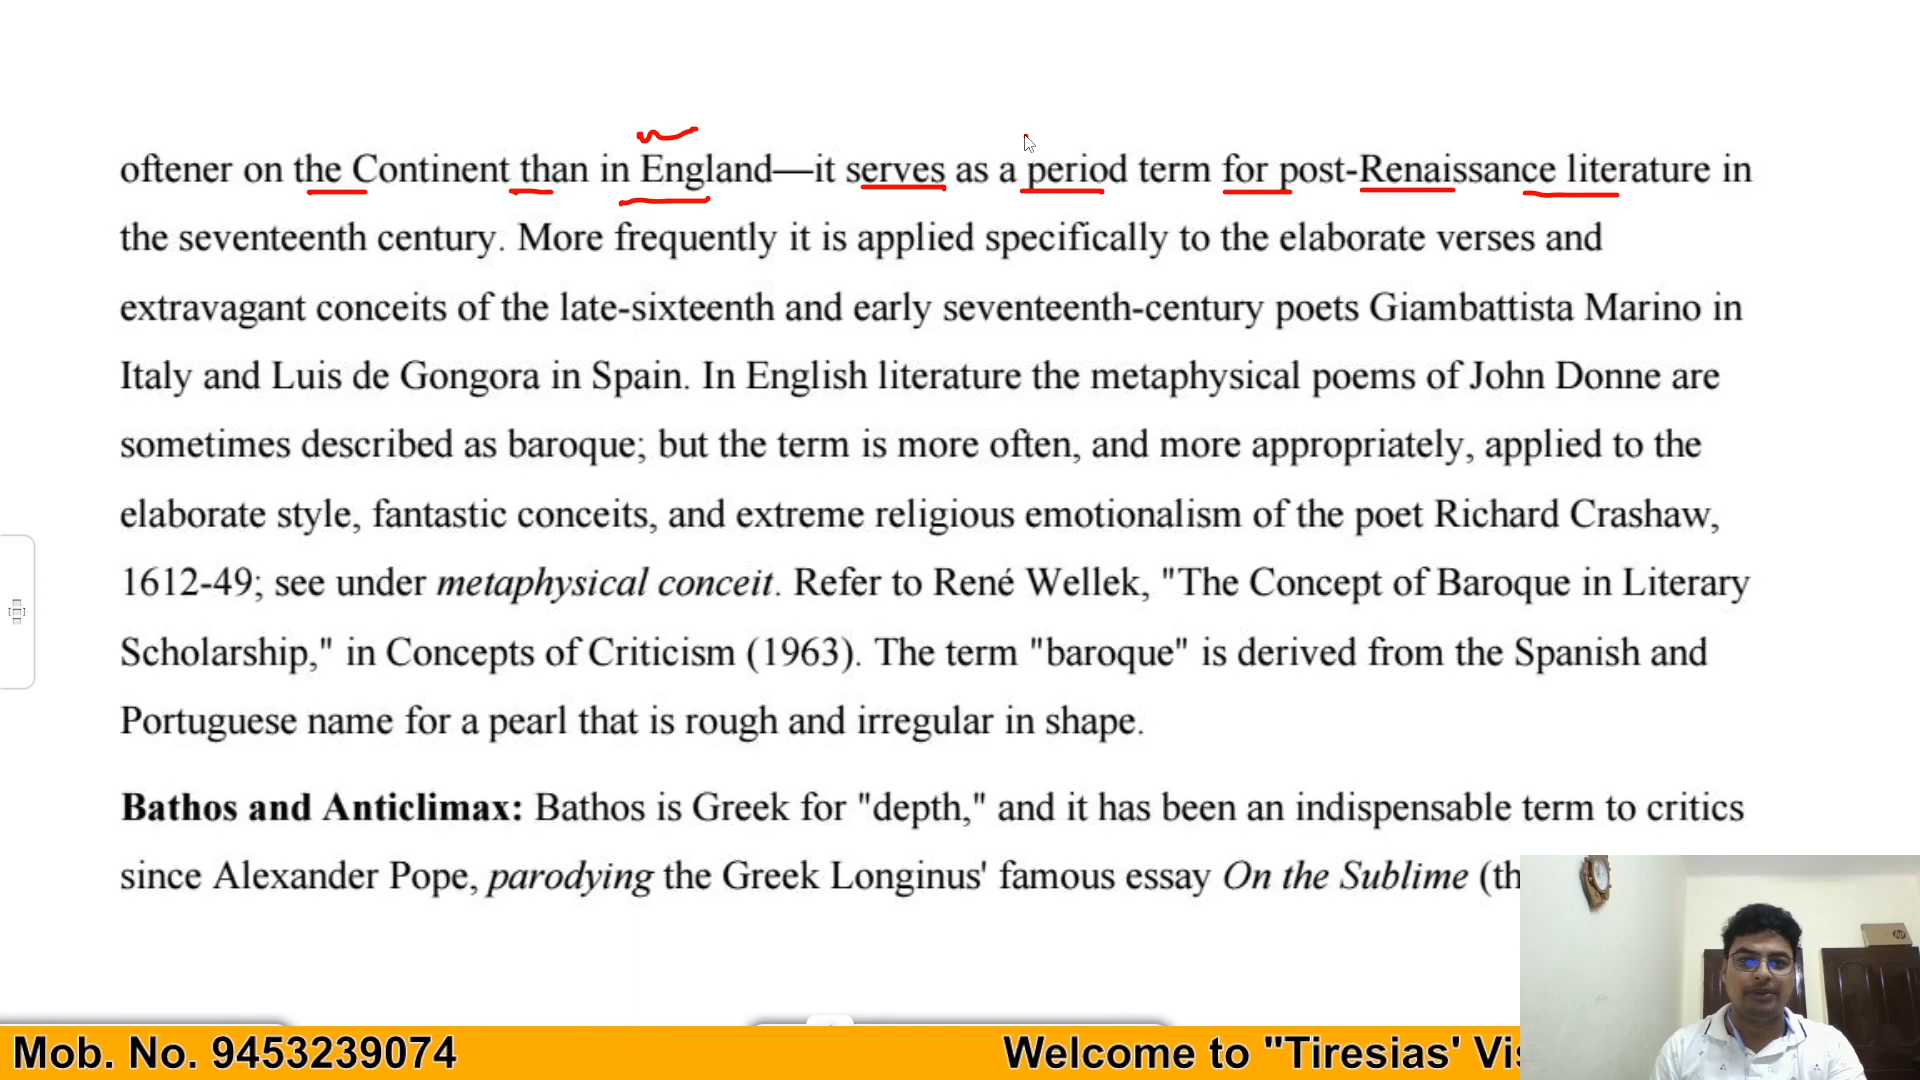 oftener on the Continent than in England—it serves as a period term for post-Renaissance literature in
the seventeenth century. More frequently it is applied specifically to the elaborate verses and
extravagant conceits of the late-sixteenth and early seventeenth-century poets Giambattista Marino in
Italy and Luis de Gongora in Spain. In English literature the metaphysical poems of John Donne are
sometimes described as baroque; but the term is more often, and more appropriately, applied to the
elaborate style, fantastic conceits, and extreme religious emotionalism of the poet Richard Crashaw,
1612-49; see under metaphysical conceit. Refer to René Wellek, "The Concept of Baroque in Literary
Scholarship," in Concepts of Criticism (1963). The term "baroque" is derived from the Spanish and
Portuguese name for a pearl that is rough and irregular in shape.
Bathos and Anticlimax: Bathos is Greek for "depth," and it has been an indispensable term to critics
since Alexander Pope, parodying the Greek Longinus' famous essay On the Sublime
Mob. No. 9453239074
Welcome to "Tiresias'